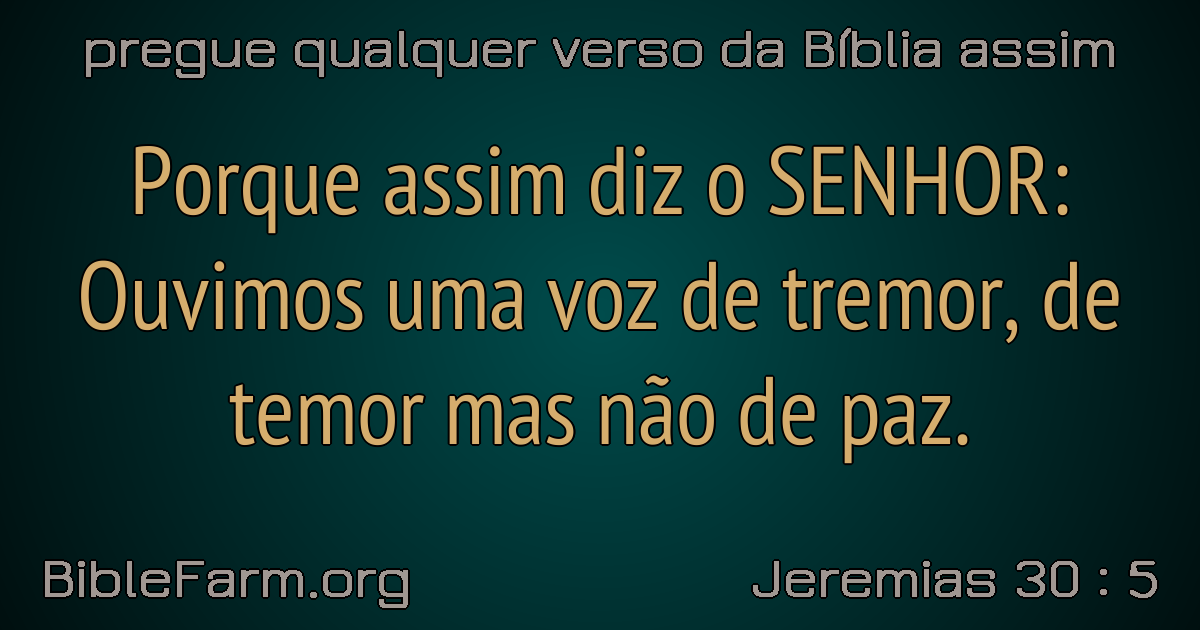 pregue qualquer verso da Bíblia assim
Porque assim diz o SENHOR:
Ouvimos uma voz de tremor, de
temor mas não de paz.
BibleFarm.org
Jeremias 30 : 5